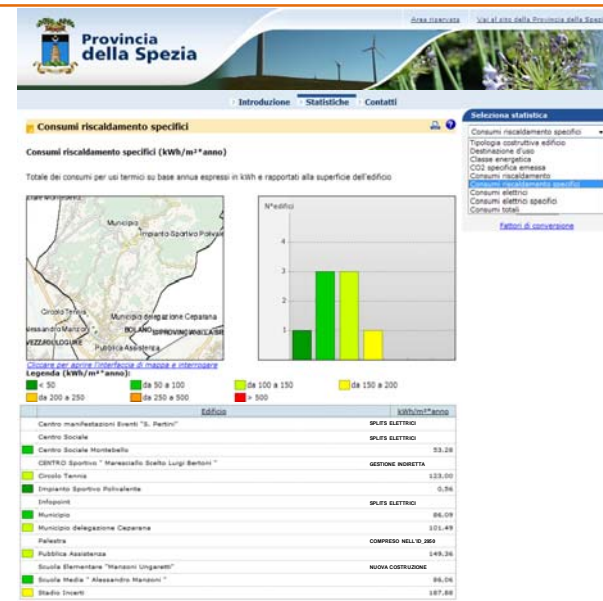 Area riservata Vai al sito della Provincia della Spezia
Provincia
della Spezia
Introduzione Statistiche Contatti
Consumi riscaldamento specifici
Consumi riscaldamento specifici (kWh/m²*anno)
Totale dei consumi per usi termico su base annua espressi in kWh e rapportati alla superficie dell'edificio
Municipio
Impianto Sportivo Polivale
Circolo Tennis
Municipio delegazione Ceparana
essandro Manzoni
BOLANO
VEZZANO LIGURE
Pubblica Assistenza
N°edifici
4
3
2
1
Cliccare per aprire l'interfaccia di mappa e interrogare
Legenda (kWh/m²*anno):
< 50 da 50 a 100 da 100 a 150 da 150 a 200
da 200 a 250 da 250 a 500 > 500
Edificio kWh/m²*anno
Centro manifestazioni Eventi "S. Pertini" SPLITS ELETTRICI
Centro Sociale SPLITS ELETTRICI
Centro Sociale Montebello 53,28
CENTRO Sportivo " Maresciallo Scelto Luigi Bertoni " GESTIONE INDIRETTA
Circolo Tennis 123,00
Impianto Sportivo Polivalente 0,56
Infopoint SPLITS ELETTRICI
Municipio 86,09
Municipio delegazione Ceparana 101,49
Palestra COMPRESO NELL'ID_2950
Pubblica Assistenza 149,36
Scuola Elementare "Manzoni Ungaretti" NUOVA COSTRUZIONE
Scuola Media " Alessandro Manzoni " 86,06
Stadio Incerti 187,88
Seleziona statistica
Consumi riscaldamento specifici
Tipologia costruttiva edificio
Destinazione d'uso
Classe energetica
CO2 specifica emessa
Consumi riscaldamento
Consumi riscaldamento specifici
Consumi elettrici
Consumi elettrici specifici
Consumi totali
Fattori di conversione